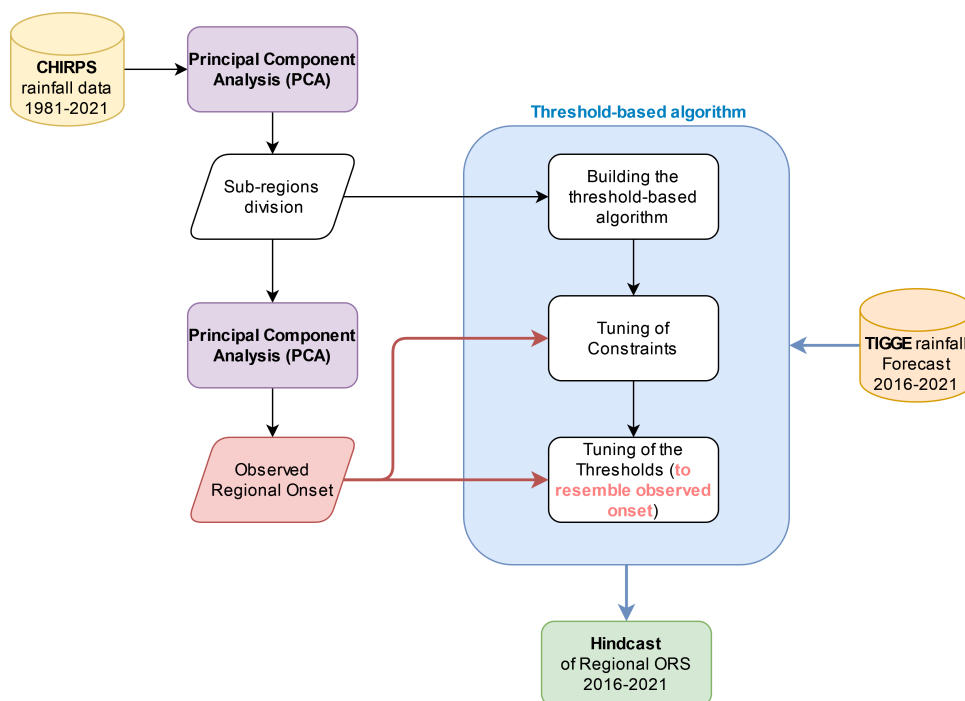 CHIRPS
rainfall data
1981-2021
Principal Component
Analysis (PCA)
Threshold-based algorithm
Sub-regions
division
Building the
threshold-based
algorithm
Principal Component
Analysis (PCA)
Tuning of
Constraints
TIGGE rainfall
Forecast
2016-2021
Observed
Regional Onset
Tuning of the
Thresholds (to
resemble observed
onset)
Hindcast
of Regional ORS
2016-2021